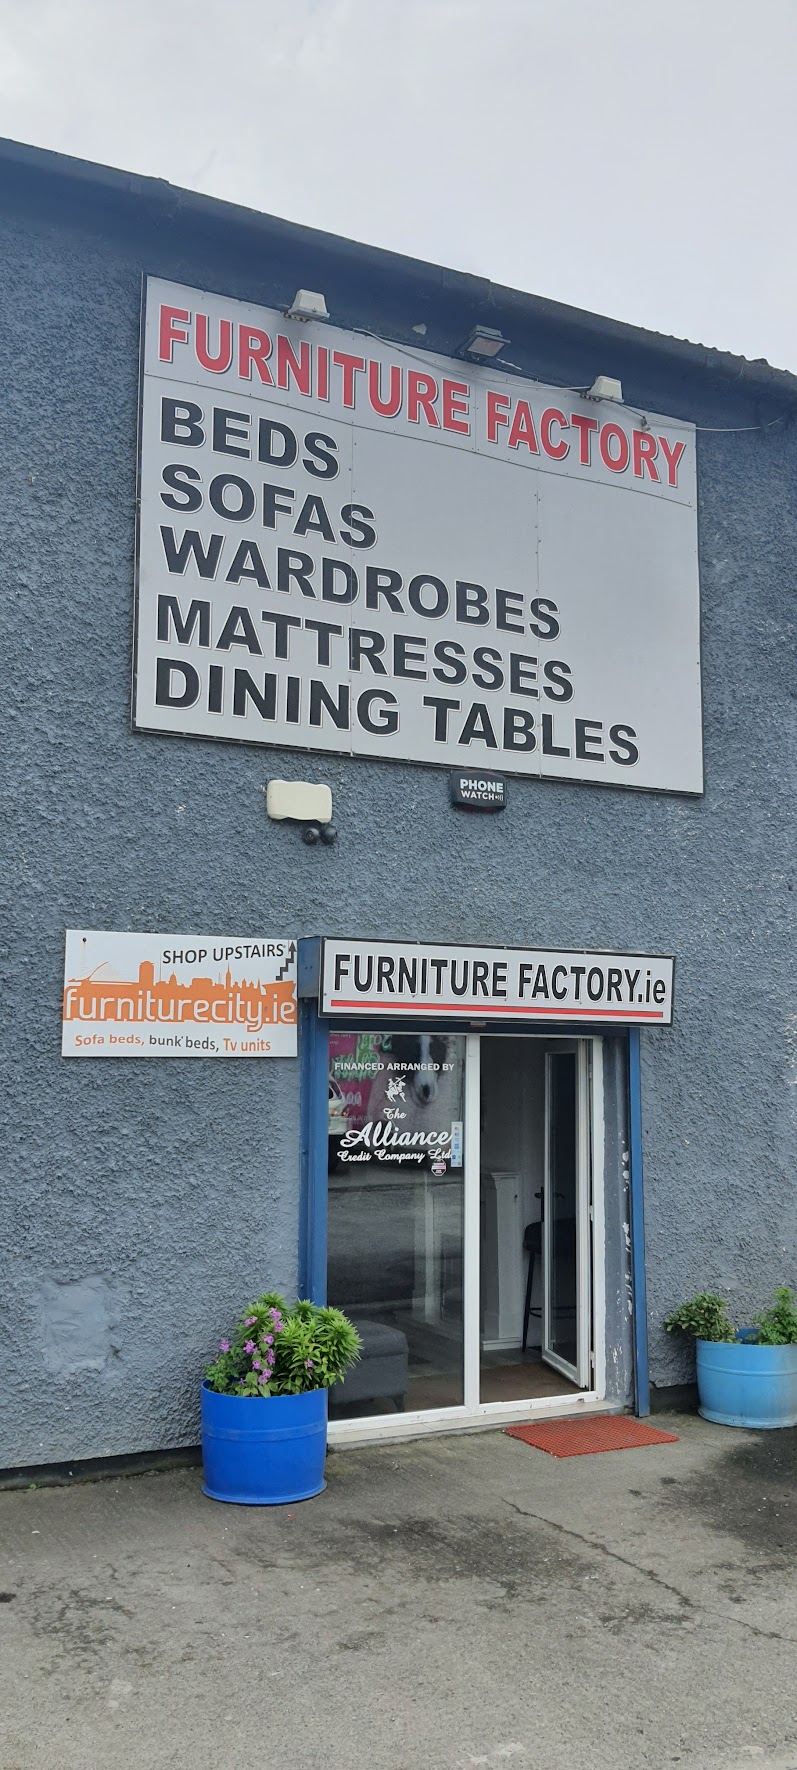 FURNITURE FACTORY
BEDS
SOFAS
WARDROBES
MATTRESSES
DINING TABLES
PHONE
WATCH
SHOP UPSTAIRS
furniturecity.ie
Sofa beds, bunk beds, Tv units
FURNITURE FACTORY.ie
FINANCED ARRANGED BY
The
Alliance
Credit Company Ltd